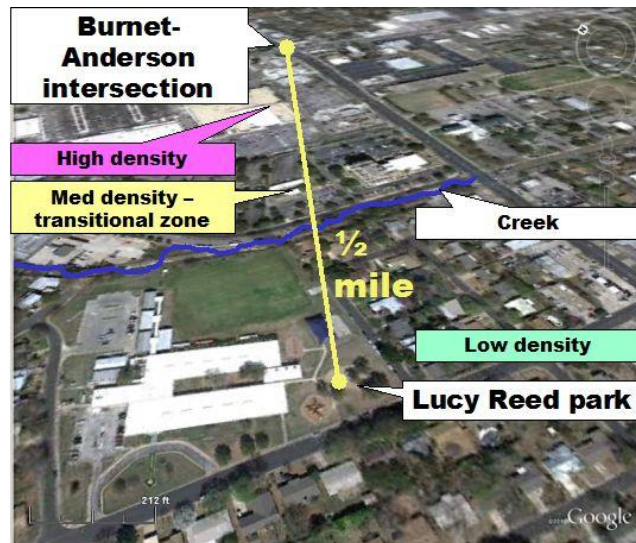 Burnet-
Anderson
intersection
High density
Med density –
transitional zone
Creek
½
mile
Low density
Lucy Reed park
212 ft
Google